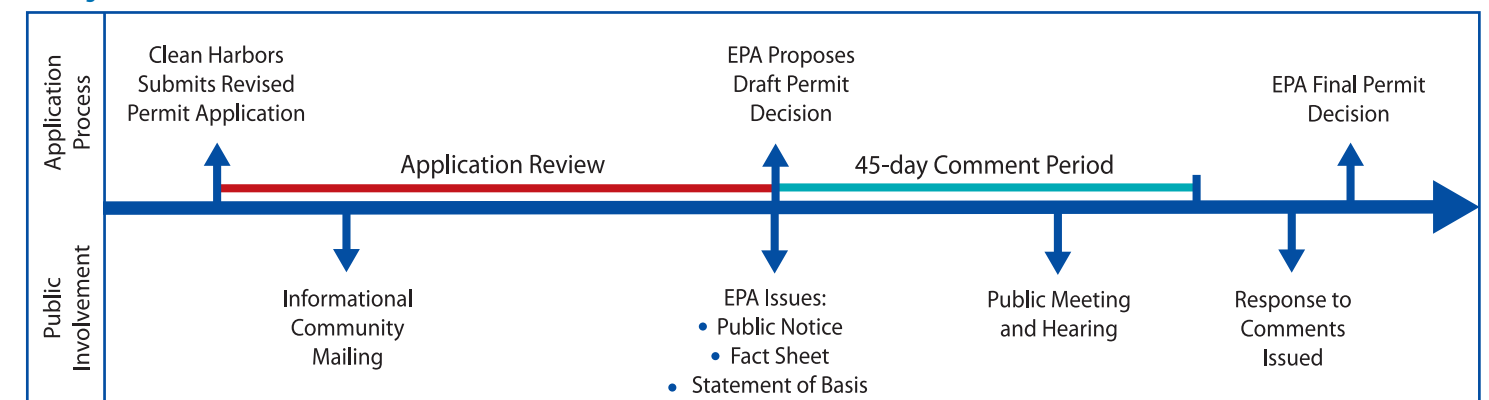 Application
Process
Clean Harbors
Submits Revised
Permit Application
EPA Proposes
Draft Permit
Decision
EPA Final Permit
Decision
Application Review
45-day Comment Period
Public
Involvement
Informational
Community
Mailing
EPA Issues:
• Public Notice
• Fact Sheet
• Statement of Basis
Public Meeting
and Hearing
Response to
Comments
Issued